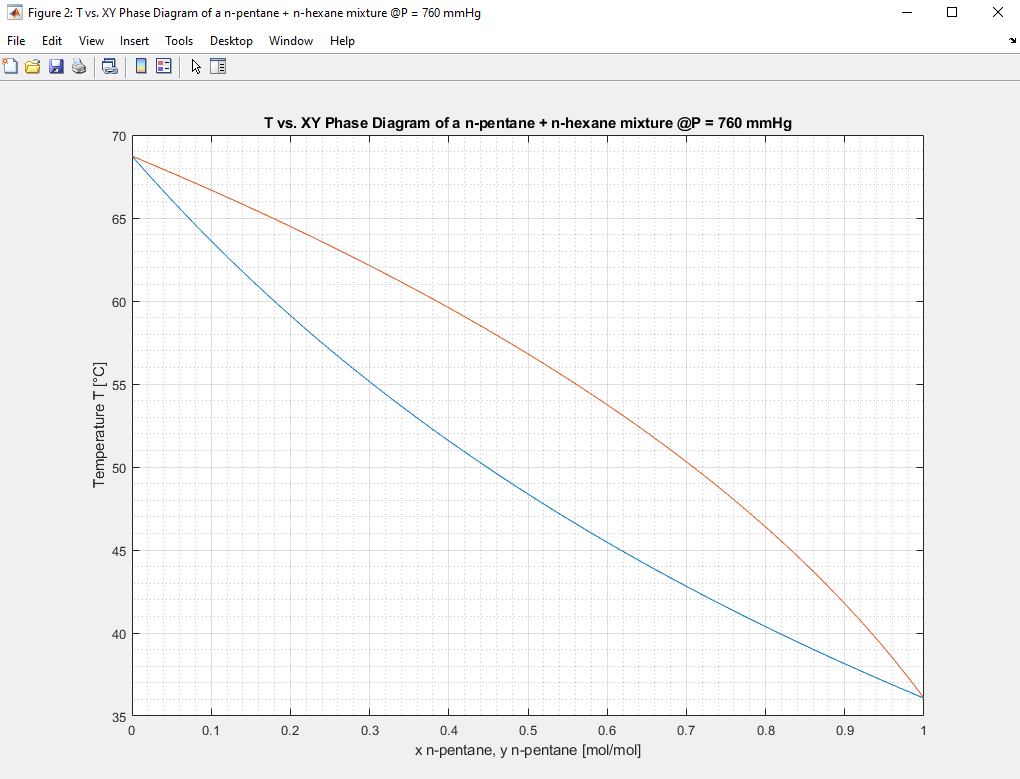 Figure 2: T vs. XY Phase Diagram of a n-pentane + n-hexane mixture @P = 760 mmHg
File Edit View Insert Tools Desktop Window Help
T vs. XY Phase Diagram of a n-pentane + n-hexane mixture @P = 760 mmHg
70
65
60
55
50
45
40
35
Temperature T [°C]
0 0.1 0.2 0.3 0.4 0.5 0.6 0.7 0.8 0.9 1
x n-pentane, y n-pentane [mol/mol]